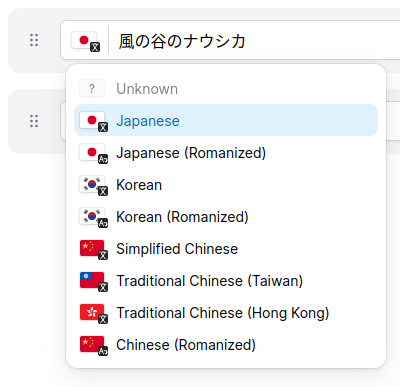 風の谷のナウシカ
? Unknown
Japanese
Japanese (Romanized)
Korean
Korean (Romanized)
Simplified Chinese
Traditional Chinese (Taiwan)
Traditional Chinese (Hong Kong)
Chinese (Romanized)